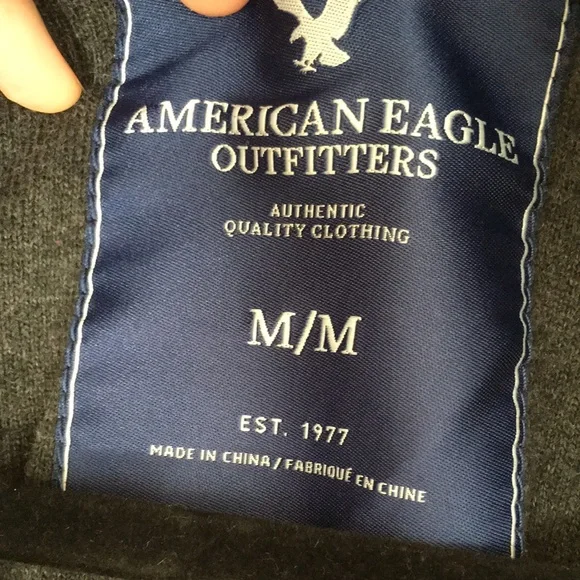 AMERICAN EAGLE
OUTFITTERS
AUTHENTIC
QUALITY CLOTHING
M/M
EST. 1977
MADE IN CHINA/FABRIQUÉ EN CHINE